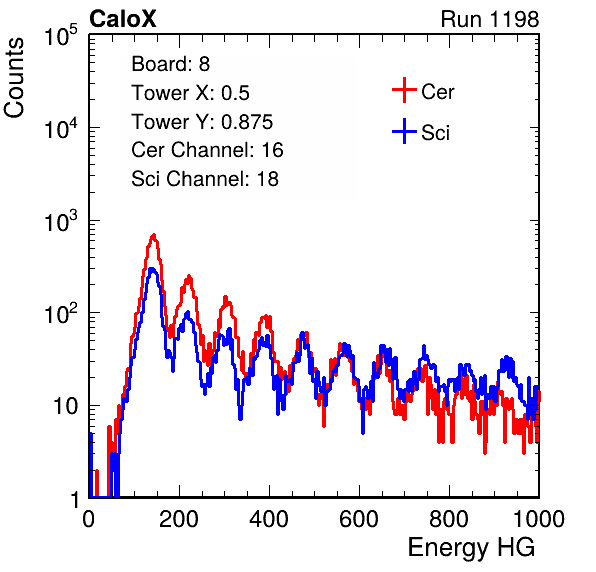 CaloX Run 1198
Counts
10^5
10^4
10^3
10^2
10
1
Board: 8
Tower X: 0.5
Tower Y: 0.875
Cer Channel: 16
Sci Channel: 18
Cer
Sci
0 200 400 600 800 1000
Energy HG